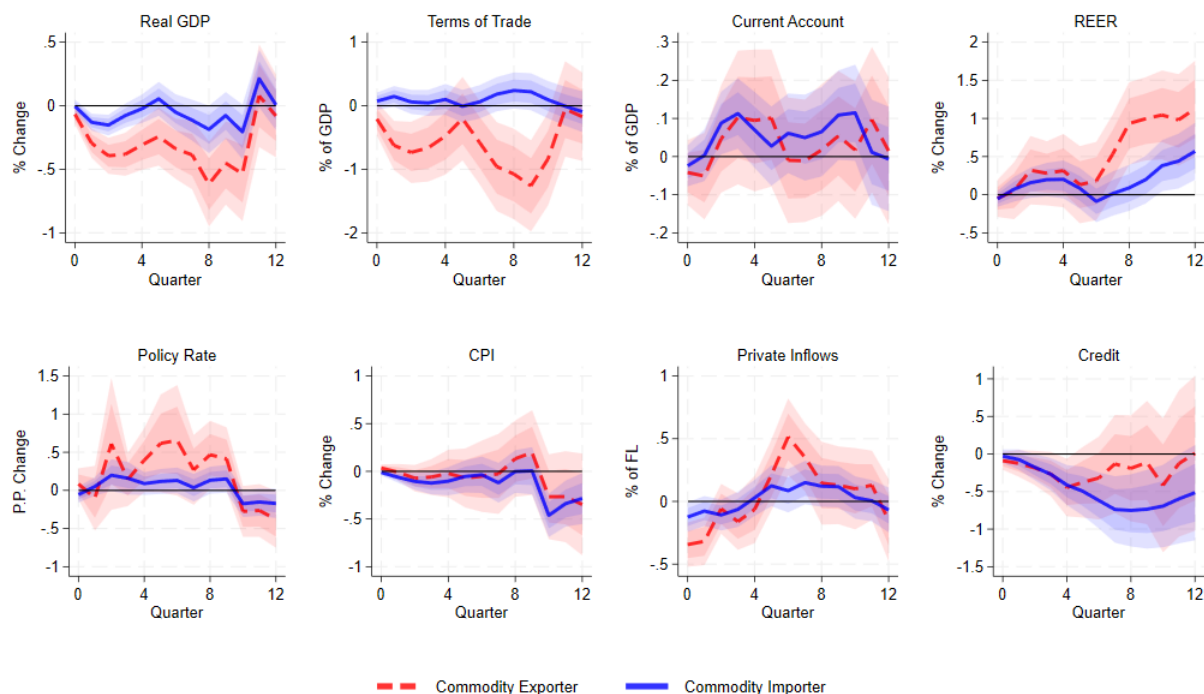 Real GDP
% Change
.5
0
-.5
-1
0 4 8 12
Quarter
Terms of Trade
% of GDP
1
0
-1
-2
0 4 8 12
Quarter
Current Account
% of GDP
.3
.2
.1
0
-.1
-.2
0 4 8 12
Quarter
REER
% Change
2
1.5
1
.5
0
-.5
0 4 8 12
Quarter
Policy Rate
P.P. Change
1.5
1
.5
0
-.5
-1
0 4 8 12
Quarter
CPI
% Change
1
.5
0
-.5
-1
0 4 8 12
Quarter
Private Inflows
% of FL
1
.5
0
-.5
0 4 8 12
Quarter
Credit
% Change
1
.5
0
-.5
-1
-1.5
0 4 8 12
Quarter
Commodity Exporter Commodity Importer